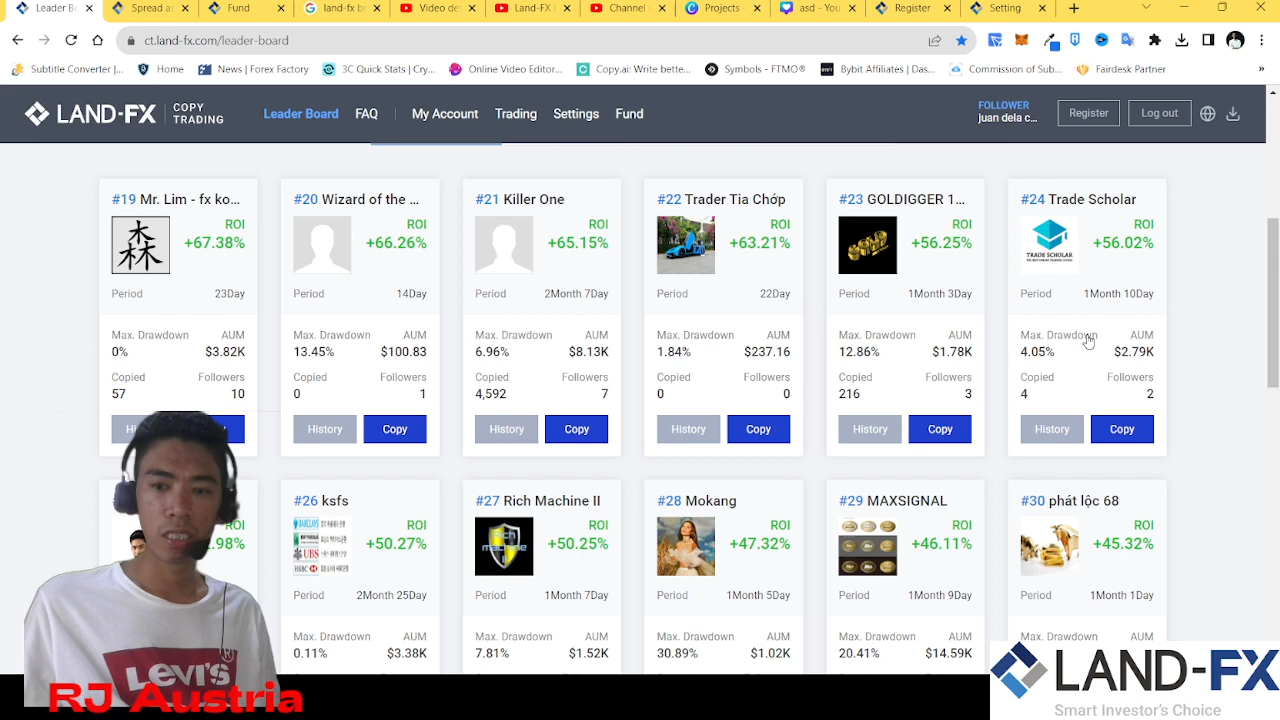 Leader Bo
Spread as
Fund
land-fx br
Video de
Land-FX l
Channel
Projects -
asd - You
Register
Setting
ct.land-fx.com/leader-board
Subtitle Converter |...
Home
News | Forex Factory
3C Quick Stats | Cry...
Online Video Editor...
Copy.ai: Write bette...
Symbols - FTMO®
Bybit Affiliates | Das...
Commission of Sub...
Fairdesk Partner
»
LAND-FX
COPY
TRADING
Leader Board
FAQ
My Account
Trading
Settings
Fund
FOLLOWER
juan dela c...
Register
Log out
#19 Mr. Lim - fx ko...
#20 Wizard of the ...
#21 Killer One
#22 Trader Tia Chớp
#23 GOLDIGGER 1...
#24 Trade Scholar
森林
TRADE SCHOLAR
ROI ROI ROI ROI ROI ROI
+67.38% +66.26% +65.15% +63.21% +56.25% +56.02%
Period 23Day
Period 14Day
Period 2Month 7Day
Period 22Day
Period 1Month 3Day
Period 1Month 10Day
Max. Drawdown AUM
Max. Drawdown AUM
Max. Drawdown AUM
Max. Drawdown AUM
Max. Drawdown AUM
Max. Drawdown AUM
0% $3.82K
13.45% $100.83
6.96% $8.13K
1.84% $237.16
12.86% $1.78K
4.05% $2.79K
Copied Followers
Copied Followers
Copied Followers
Copied Followers
Copied Followers
Copied Followers
57 10
0 1
4,592 7
0 0
216 3
4 2
Hi
History Copy
History Copy
History Copy
History Copy
History Copy
#26 ksfs
#27 Rich Machine II
#28 Mokang
#29 MAXSIGNAL
#30 phát lộc 68
BARCLAYS
UBS
HSBC
rich
machine
II
ROI ROI ROI ROI ROI ROI
.98% +50.27% +50.25% +47.32% +46.11% +45.32%
Period 2Month 25Day
Period 1Month 7Day
Period 1Month 5Day
Period 1Month 9Day
Period 1Month 1Day
Max. Drawdown AUM
Max. Drawdown AUM
Max. Drawdown AUM
Max. Drawdown AUM
Max. Drawdown AUM
0.11% $3.38K
7.81% $1.52K
30.89% $1.02K
20.41% $14.59K
Levi's
RJ Austria
LAND-FX
Smart Investor's Choice